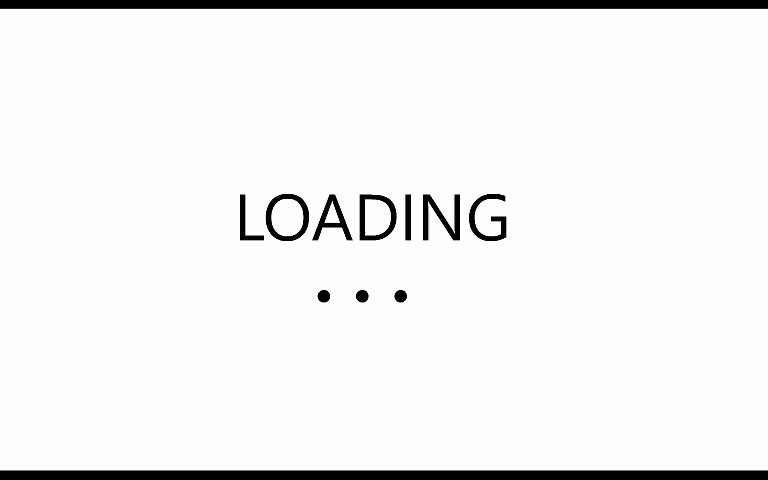 LOADING
• • •